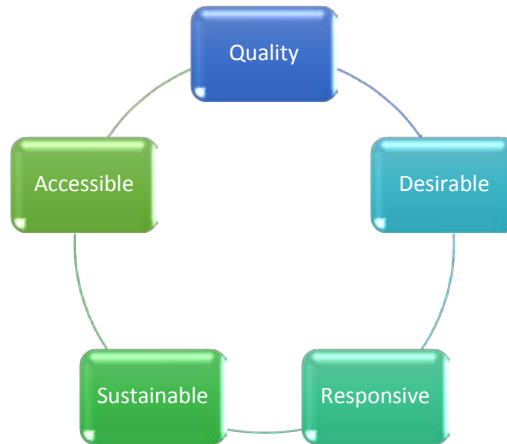 Quality
Desirable
Responsive
Sustainable
Accessible